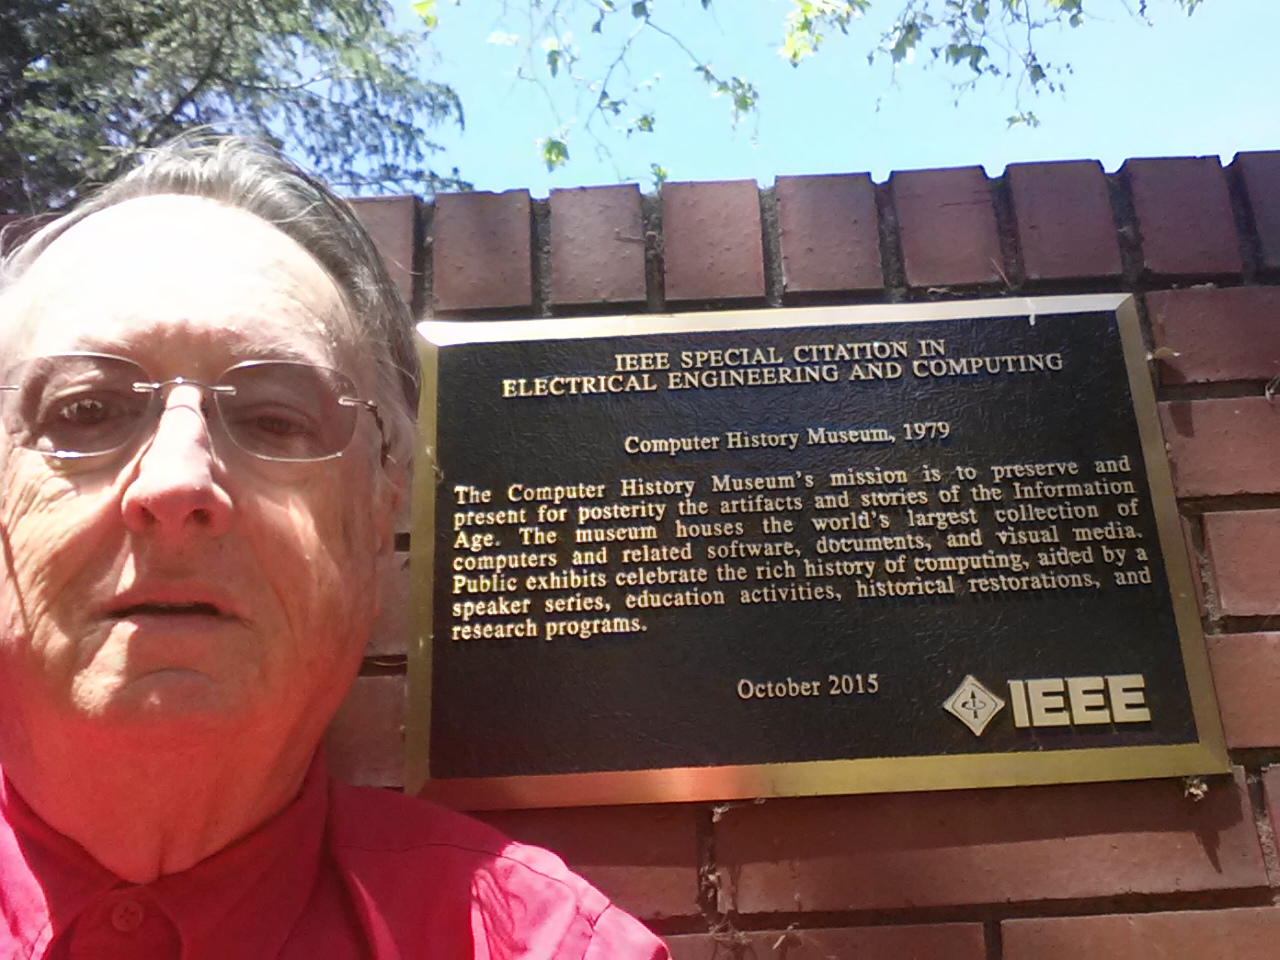 IEEE SPECIAL CITATION IN
ELECTRICAL ENGINEERING AND COMPUTING
Computer History Museum, 1979
The Computer History Museum's mission is to preserve and
present for posterity the artifacts and stories of the Information
Age. The museum houses the world's largest collection of
computers and related software, documents, and visual media.
Public exhibits celebrate the rich history of computing, aided by a
speaker series, education activities, historical restorations, and
research programs.
October 2015
IEEE